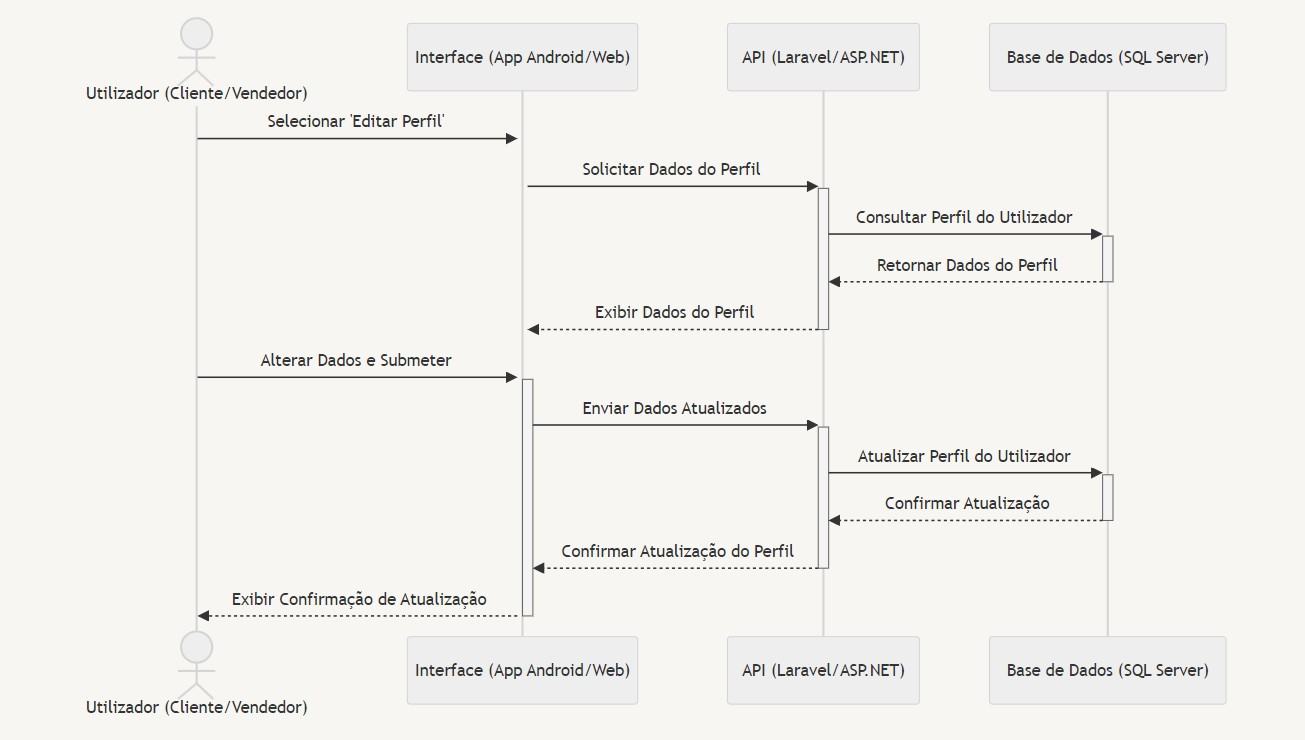 Utilizador (Cliente/Vendedor)
Interface (App Android/Web)
API (Laravel/ASP.NET)
Base de Dados (SQL Server)
Selecionar 'Editar Perfil'
Solicitar Dados do Perfil
Consultar Perfil do Utilizador
Retornar Dados do Perfil
Exibir Dados do Perfil
Alterar Dados e Submeter
Enviar Dados Atualizados
Atualizar Perfil do Utilizador
Confirmar Atualização
Confirmar Atualização do Perfil
Exibir Confirmação de Atualização
Utilizador (Cliente/Vendedor)
Interface (App Android/Web)
API (Laravel/ASP.NET)
Base de Dados (SQL Server)